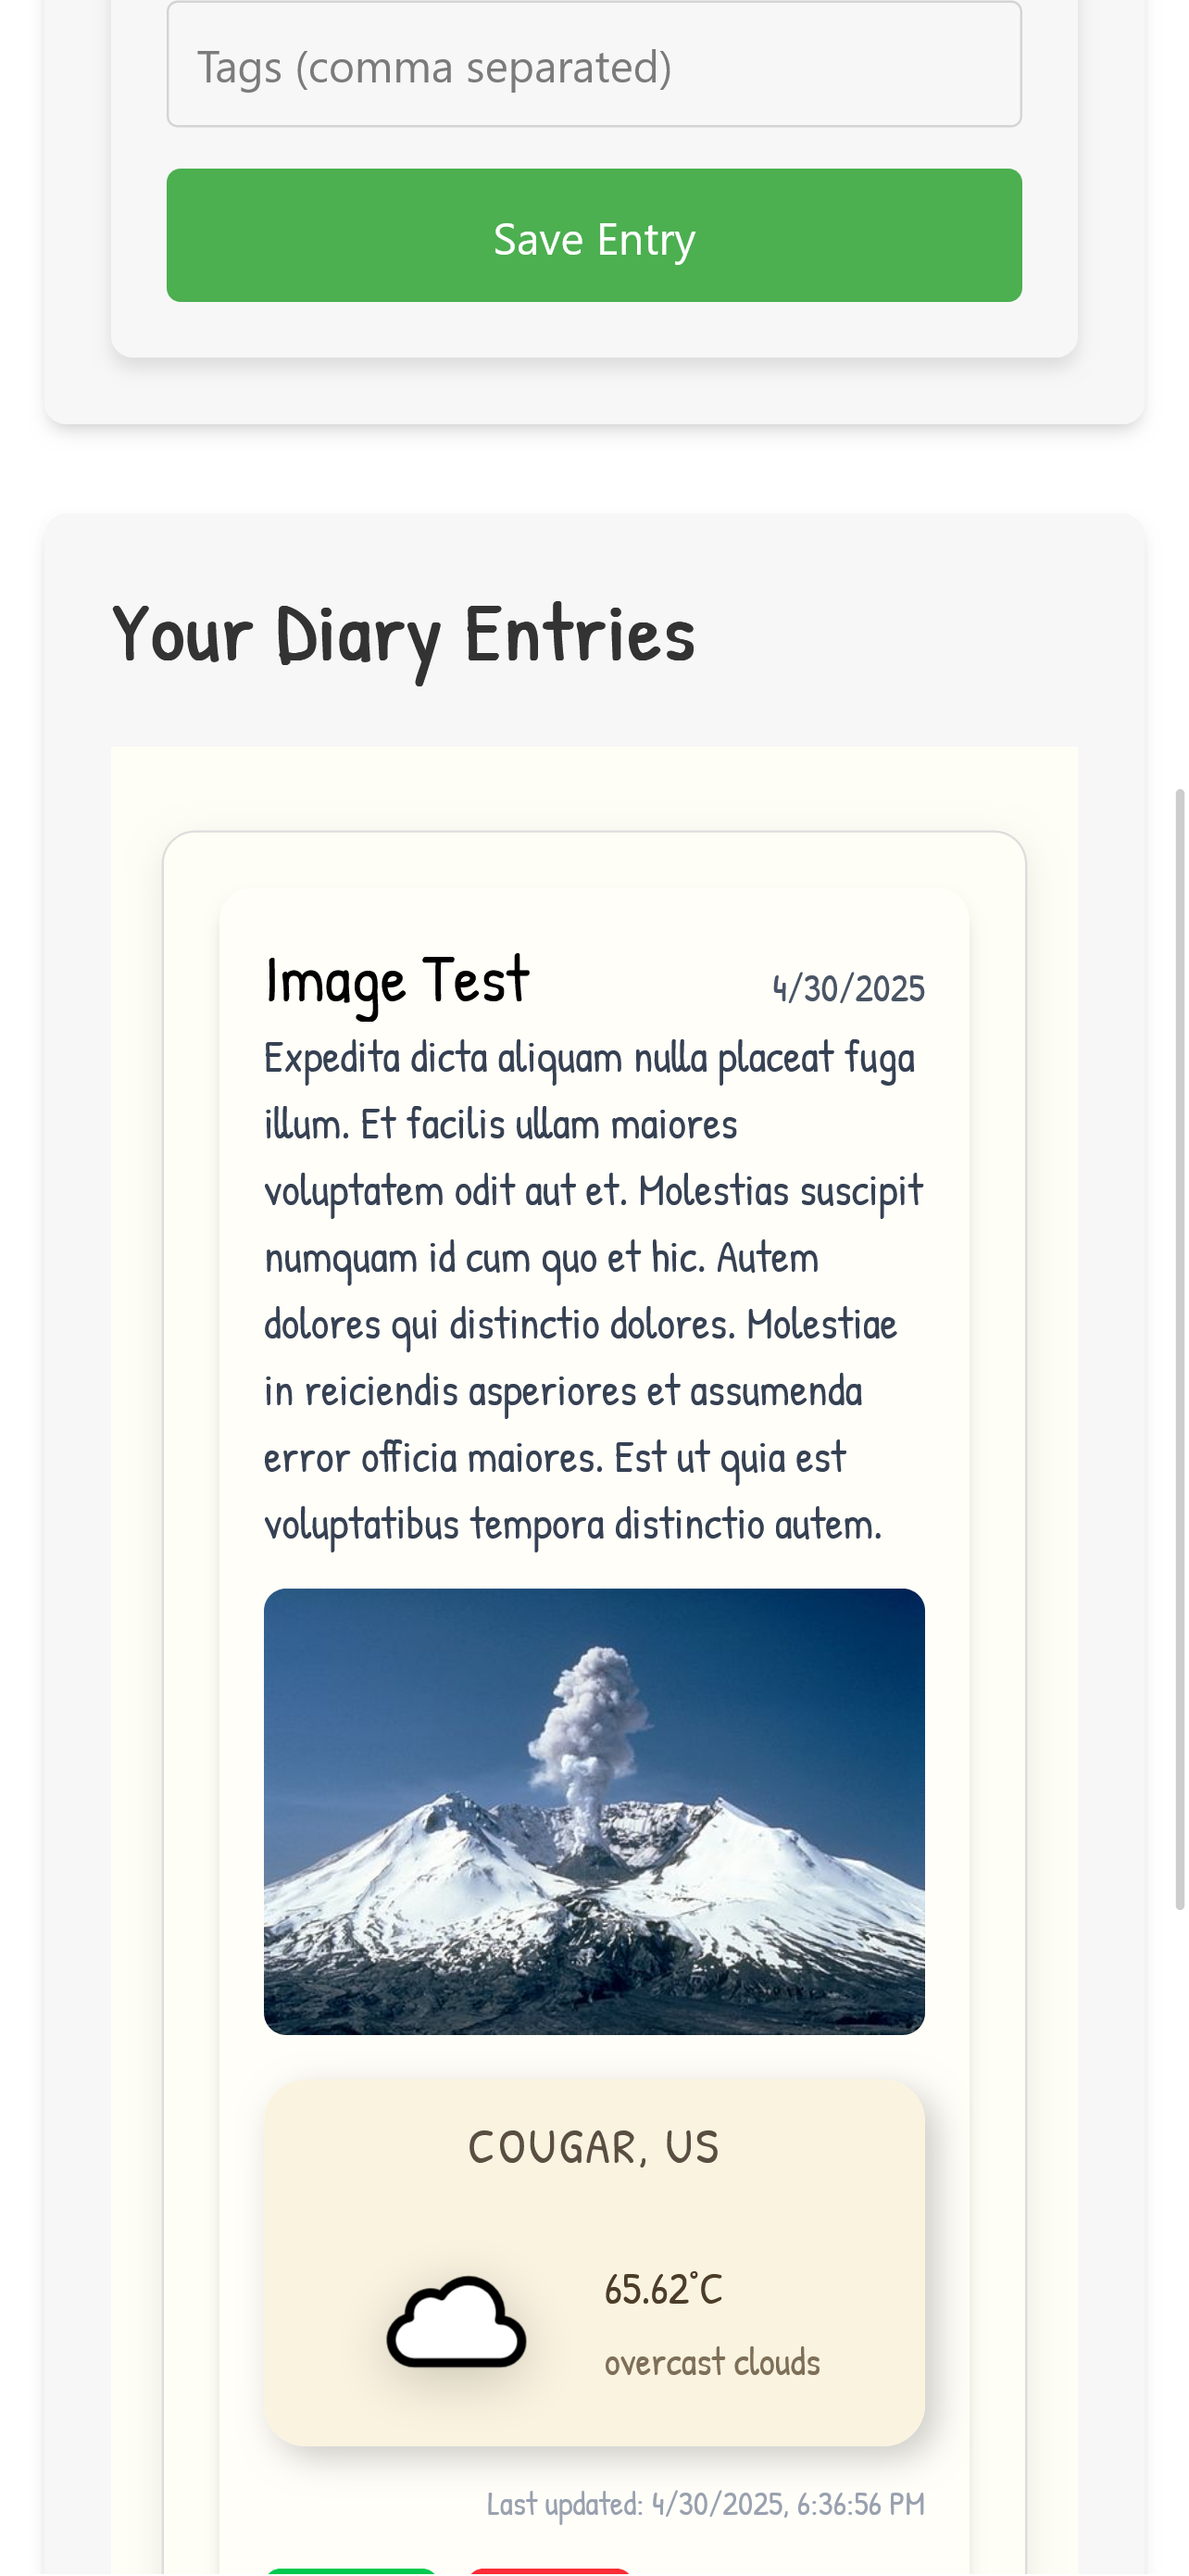 Tags (comma separated)
Save Entry
Your Diary Entries
Image Test
4/30/2025
Expedita dicta aliquam nulla placeat fuga
illum. Et facilis ullam maiores
voluptatem odit aut et. Molestias suscipit
numquam id cum quo et hic. Autem
dolores qui distinctio dolores. Molestiae
in reiciendis asperiores et assumenda
error officia maiores. Est ut quia est
voluptatibus tempora distinctio autem.
COUGAR, US
65.62°C
overcast clouds
Last updated: 4/30/2025, 6:36:56 PM